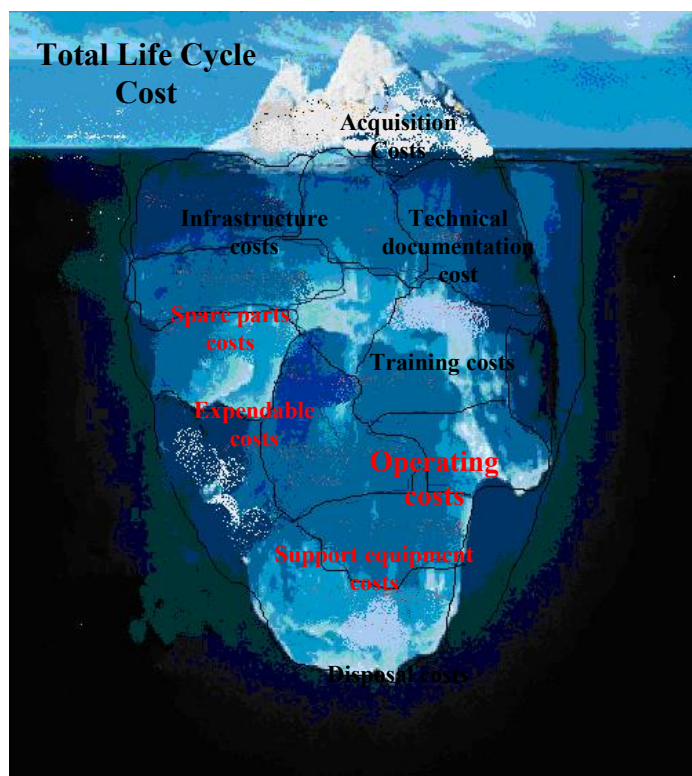 Total Life Cycle
Cost
Acquisition
Costs
Infrastructure
costs
Technical
documentation
cost
Spare parts
costs
Training costs
Expendable
costs
Operating
costs
Support equipment
costs
Disposal costs